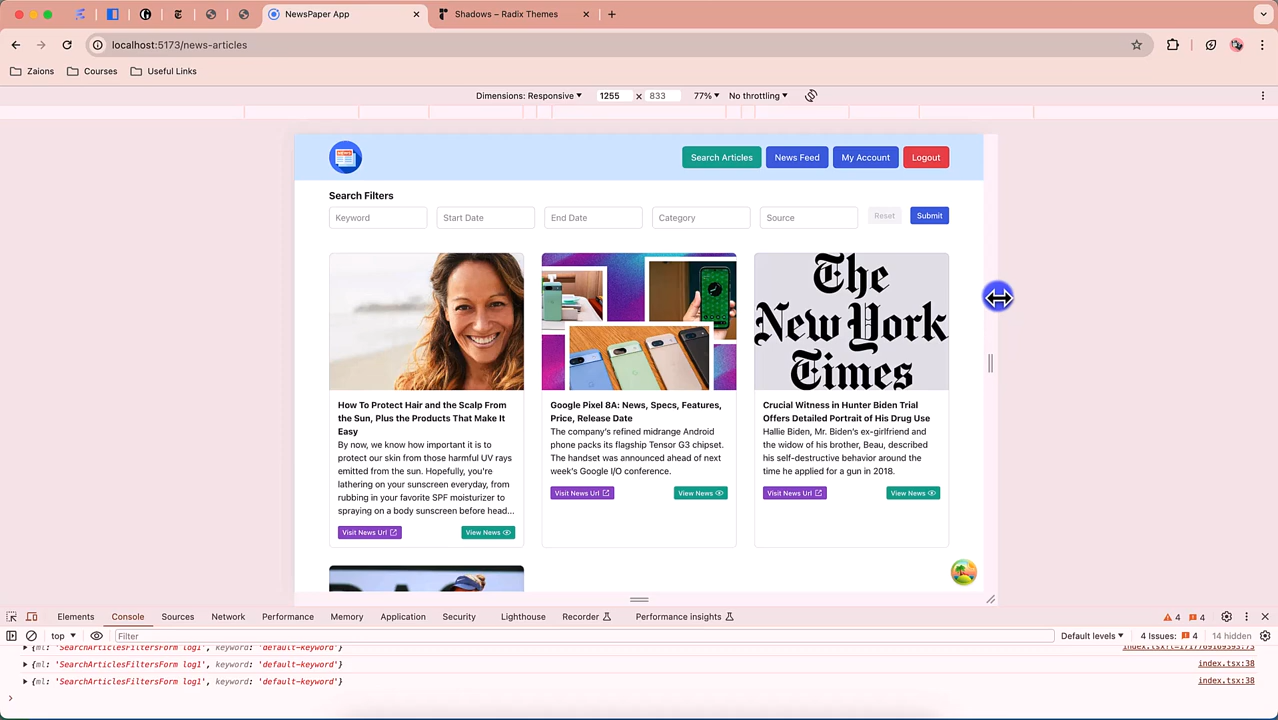 NewsPaper App
Shadows – Radix Themes
localhost:5173/news-articles
Zaions
Courses
Useful Links
Dimensions: Responsive
1255 × 833
77%
No throttling
Search Articles
News Feed
My Account
Logout
Search Filters
Keyword
Start Date
End Date
Category
Source
Reset
Submit
The
New York
Times
How To Protect Hair and the Scalp From
the Sun, Plus the Products That Make It
Easy
By now, we know how important it is to
protect our skin from those harmful UV rays
emitted from the sun. Hopefully, you're
lathering on your sunscreen everyday, from
rubbing in your favorite SPF moisturizer to
spraying on a body sunscreen before head...
Visit News Url
View News
Google Pixel 8A: News, Specs, Features,
Price, Release Date
The company's refined midrange Android
phone packs its flagship Tensor G3 chipset.
The handset was announced ahead of next
week's Google I/O conference.
Visit News Url
View News
Crucial Witness in Hunter Biden Trial
Offers Detailed Portrait of His Drug Use
Hallie Biden, Mr. Biden's ex-girlfriend and
the widow of his brother, Beau, described
his self-destructive behavior around the
time he applied for a gun in 2018.
Visit News Url
View News
Elements
Console
Sources
Network
Performance
Memory
Application
Security
Lighthouse
Recorder
Performance insights
4
4
top
Filter
Default levels
4 Issues:
4
14 hidden
{ml: 'SearchArticlesFiltersForm log1', keyword: 'default-keyword'}
{ml: 'SearchArticlesFiltersForm log1', keyword: 'default-keyword'}
index.tsx:38
{ml: 'SearchArticlesFiltersForm log1', keyword: 'default-keyword'}
index.tsx:38